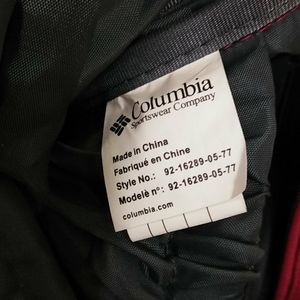 Columbia
Sportswear Company
Made in China
Fabriqué en Chine
Style No.: 92-16289-05-77
Modelè nº: 92-16289-05-77
columbia.com